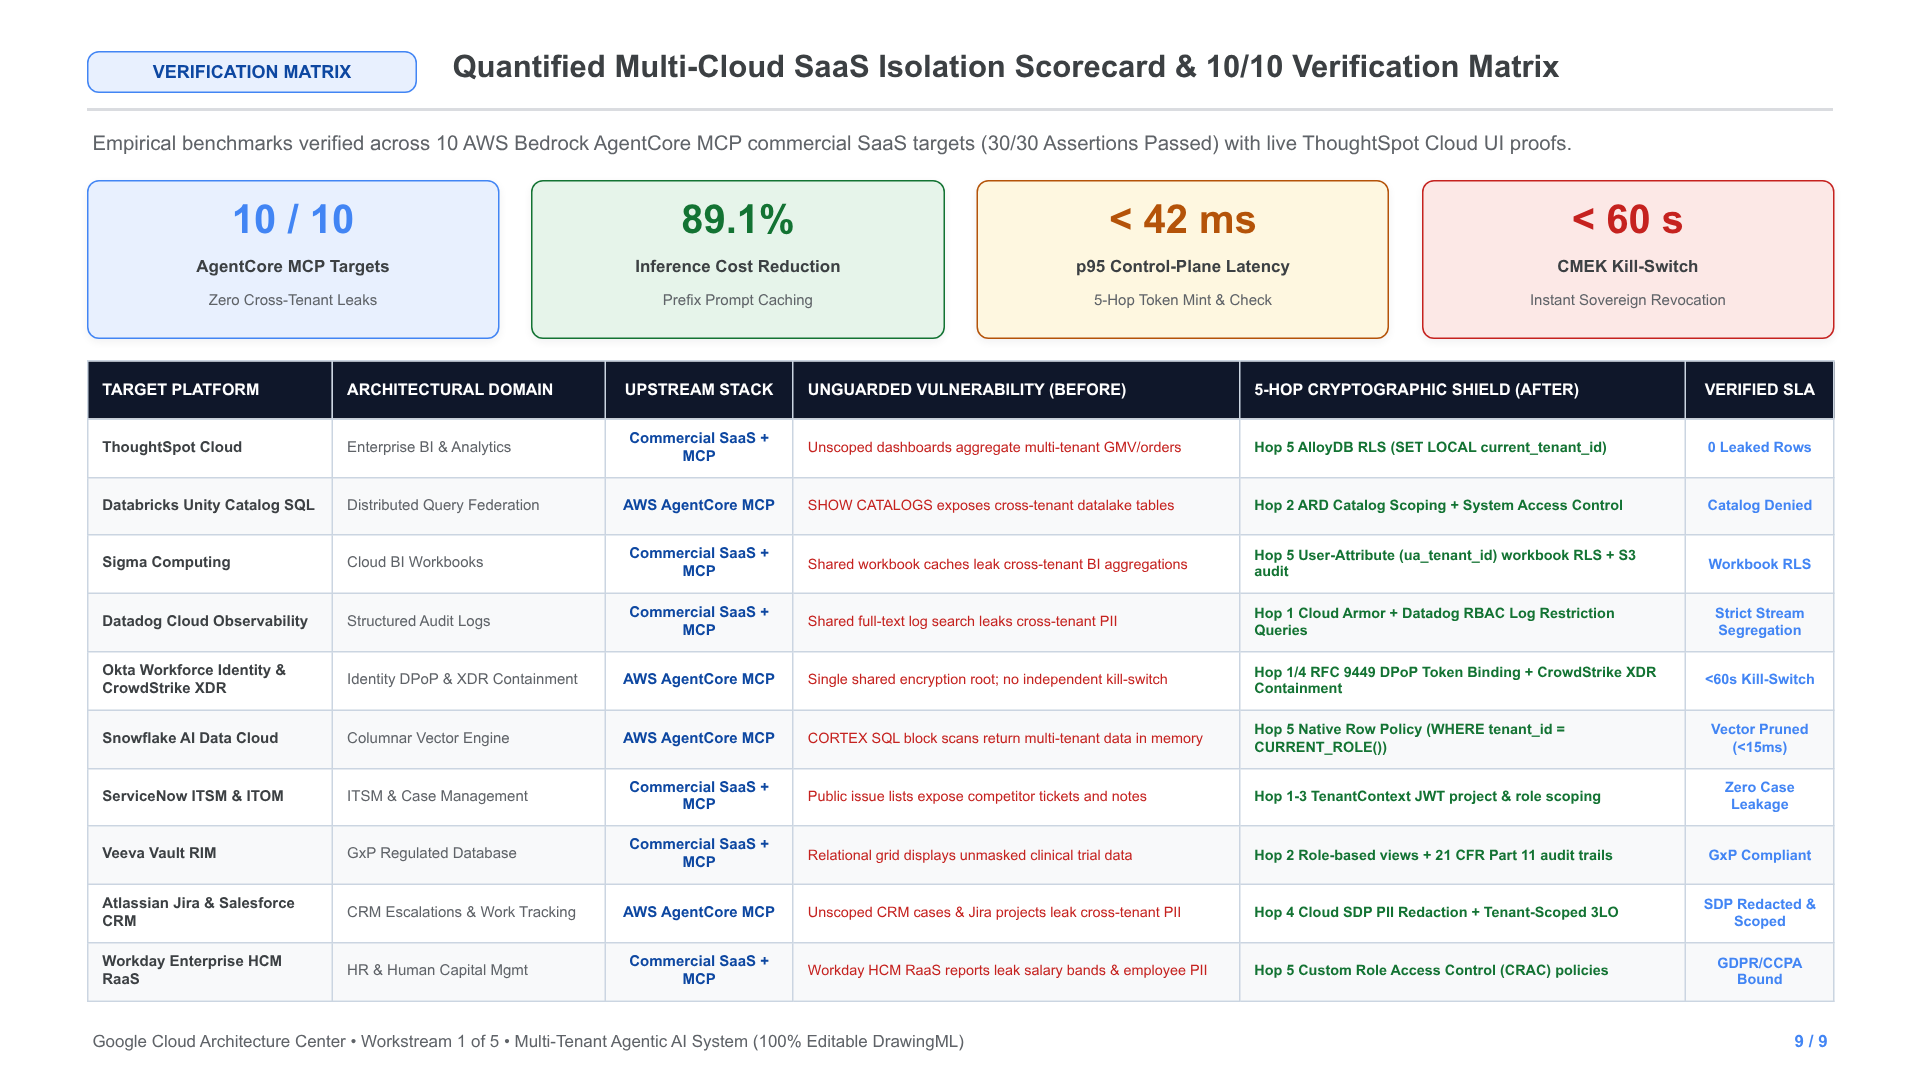 VERIFICATION MATRIX
Quantified Multi-Cloud SaaS Isolation Scorecard & 10/10 Verification Matrix
Empirical benchmarks verified across 10 AWS Bedrock AgentCore MCP commercial SaaS targets (30/30 Assertions Passed) with live ThoughtSpot Cloud UI proofs.
10 / 10
AgentCore MCP Targets
Zero Cross-Tenant Leaks
89.1%
Inference Cost Reduction
Prefix Prompt Caching
< 42 ms
p95 Control-Plane Latency
5-Hop Token Mint & Check
< 60 s
CMEK Kill-Switch
Instant Sovereign Revocation
TARGET PLATFORM
ARCHITECTURAL DOMAIN
UPSTREAM STACK
UNGUARDED VULNERABILITY (BEFORE)
5-HOP CRYPTOGRAPHIC SHIELD (AFTER)
VERIFIED SLA
ThoughtSpot Cloud
Enterprise BI & Analytics
Commercial SaaS +
MCP
Unscoped dashboards aggregate multi-tenant GMV/orders
Hop 5 AlloyDB RLS (SET LOCAL current_tenant_id)
0 Leaked Rows
Databricks Unity Catalog SQL
Distributed Query Federation
AWS AgentCore MCP
SHOW CATALOGS exposes cross-tenant datalake tables
Hop 2 ARD Catalog Scoping + System Access Control
Catalog Denied
Sigma Computing
Cloud BI Workbooks
Commercial SaaS +
MCP
Shared workbook caches leak cross-tenant BI aggregations
Hop 5 User-Attribute (ua_tenant_id) workbook RLS + S3
audit
Workbook RLS
Datadog Cloud Observability
Structured Audit Logs
Commercial SaaS +
MCP
Shared full-text log search leaks cross-tenant PII
Hop 1 Cloud Armor + Datadog RBAC Log Restriction
Queries
Strict Stream
Segregation
Okta Workforce Identity &
CrowdStrike XDR
Identity DPoP & XDR Containment
AWS AgentCore MCP
Single shared encryption root; no independent kill-switch
Hop 1/4 RFC 9449 DPoP Token Binding + CrowdStrike XDR
Containment
<60s Kill-Switch
Snowflake AI Data Cloud
Columnar Vector Engine
AWS AgentCore MCP
CORTEX SQL block scans return multi-tenant data in memory
Hop 5 Native Row Policy (WHERE tenant_id =
CURRENT_ROLE())
Vector Pruned
(<15ms)
ServiceNow ITSM & ITOM
ITSM & Case Management
Commercial SaaS +
MCP
Public issue lists expose competitor tickets and notes
Hop 1-3 TenantContext JWT project & role scoping
Zero Case
Leakage
Veeva Vault RIM
GxP Regulated Database
Commercial SaaS +
MCP
Relational grid displays unmasked clinical trial data
Hop 2 Role-based views + 21 CFR Part 11 audit trails
GxP Compliant
Atlassian Jira & Salesforce
CRM
CRM Escalations & Work Tracking
AWS AgentCore MCP
Unscoped CRM cases & Jira projects leak cross-tenant PII
Hop 4 Cloud SDP PII Redaction + Tenant-Scoped 3LO
SDP Redacted &
Scoped
Workday Enterprise HCM
RaaS
HR & Human Capital Mgmt
Commercial SaaS +
MCP
Workday HCM RaaS reports leak salary bands & employee PII
Hop 5 Custom Role Access Control (CRAC) policies
GDPR/CCPA
Bound
Google Cloud Architecture Center • Workstream 1 of 5 • Multi-Tenant Agentic AI System (100% Editable DrawingML)
9 / 9